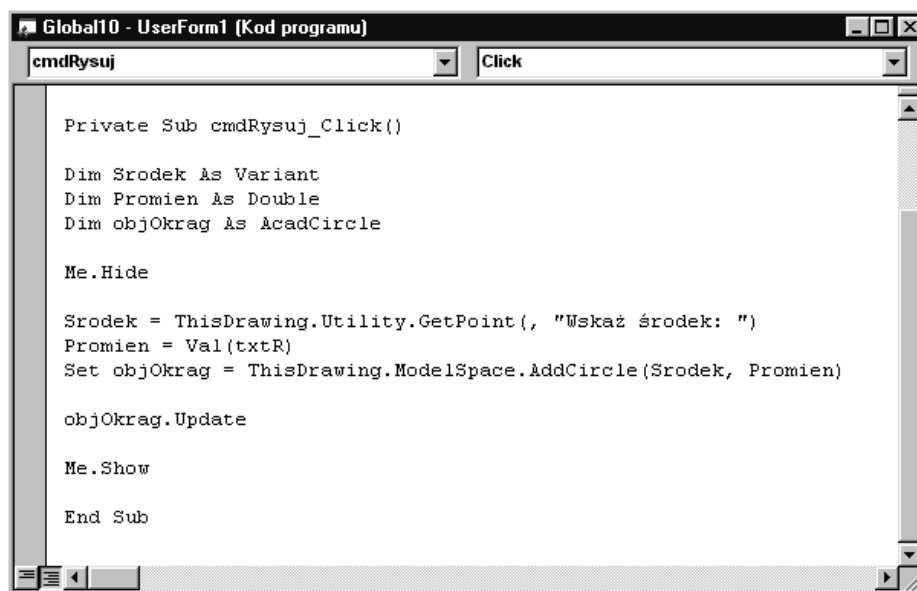 Global10 - UserForm1 (Kod programu)
cmdRysuj Click
Private Sub cmdRysuj_Click()
Dim Srodek As Variant
Dim Promien As Double
Dim objOkrag As AcadCircle
Me.Hide
Srodek = ThisDrawing.Utility.GetPoint(, "Wskaż środek: ")
Promien = Val(txtR)
Set objOkrag = ThisDrawing.ModelSpace.AddCircle(Srodek, Promien)
objOkrag.Update
Me.Show
End Sub